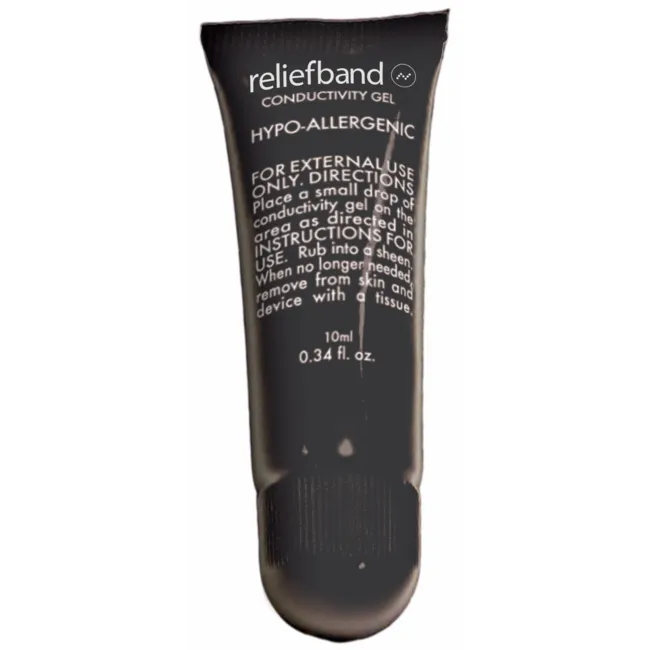 reliefband
CONDUCTIVITY GEL
HYPO-ALLERGENIC
FOR EXTERNAL USE
ONLY. DIRECTIONS
Place a small drop of
conductivity gel on the
area as directed in
INSTRUCTIONS FOR
USE. Rub into a sheen.
When no longer needed,
remove from skin and
device with a tissue.
10ml
0.34 fl. oz.